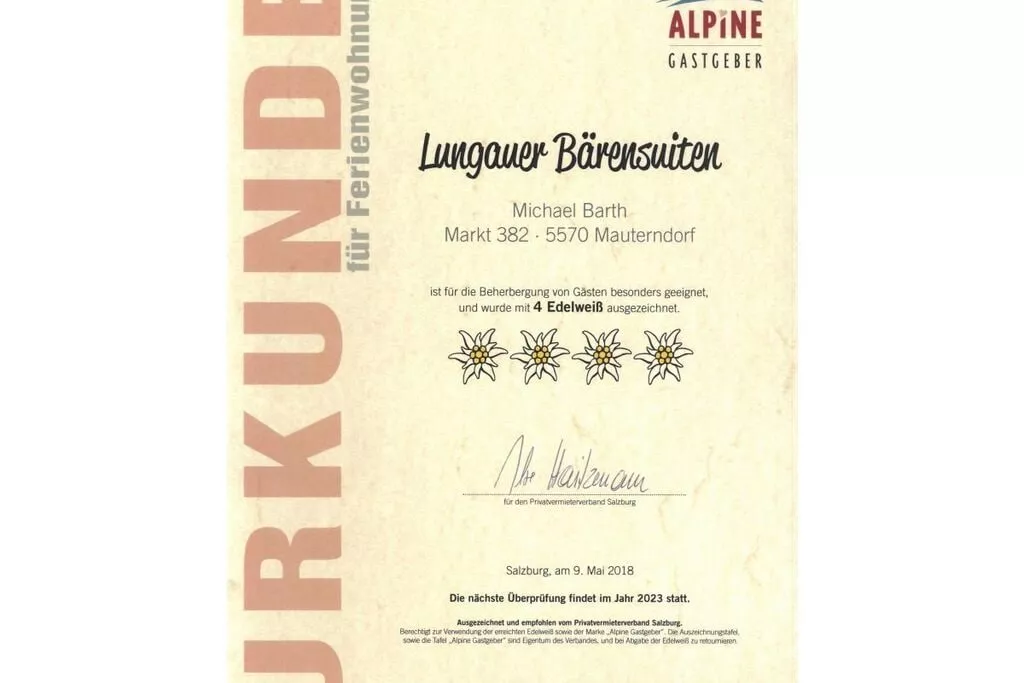 URKUNDE
für Ferienwohnu
ALPINE
GASTGEBER
Lungauer Bärensuiten
Michael Barth
Markt 382 · 5570 Mauterndorf
ist für die Beherbergung von Gästen besonders geeignet,
und wurde mit 4 Edelweiß ausgezeichnet.
für den Privatvermieterverband Salzburg
Salzburg, am 9. Mai 2018
Die nächste Überprüfung findet im Jahr 2023 statt.
Ausgezeichnet und empfohlen vom Privatvermieterverband Salzburg.
Berechtigt zur Verwendung der erreichten Edelweiß sowie der Marke „Alpine Gastgeber". Die Auszeichnungstafel,
sowie die Tafel „Alpine Gastgeber" sind Eigentum des Verbandes, und bei Abgabe der Edelweiß zu retournieren.